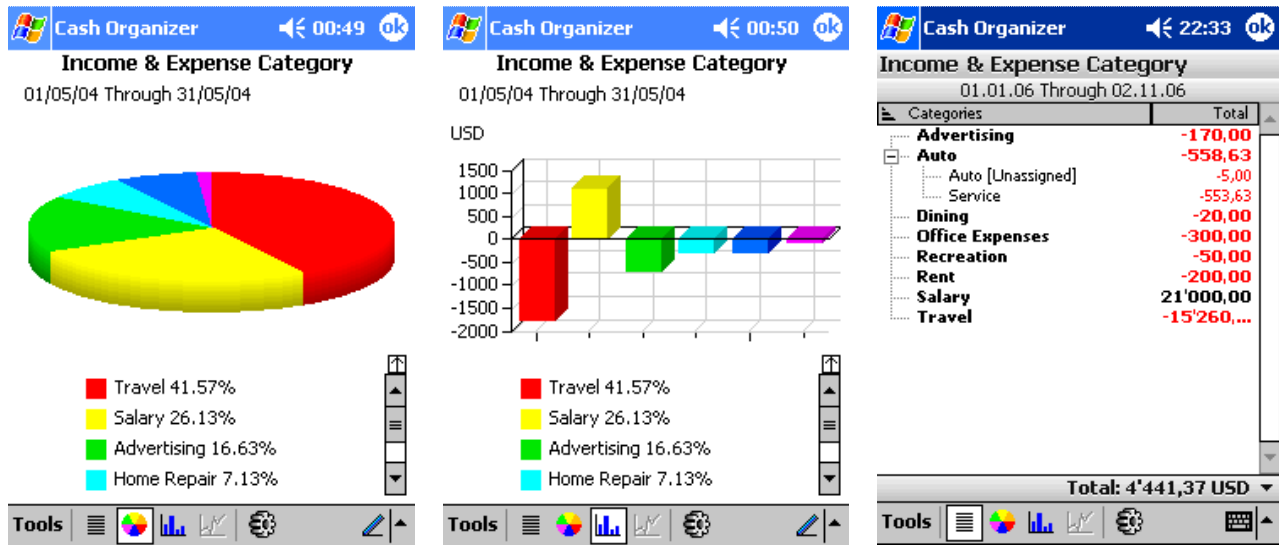 Cash Organizer 00:49 ok
Income & Expense Category
01/05/04 Through 31/05/04
Travel 41.57%
Salary 26.13%
Advertising 16.63%
Home Repair 7.13%
Tools
Cash Organizer 00:50 ok
Income & Expense Category
01/05/04 Through 31/05/04
USD
1500
1000
500
0
-500
-1000
-1500
-2000
Travel 41.57%
Salary 26.13%
Advertising 16.63%
Home Repair 7.13%
Tools
Cash Organizer 22:33 ok
Income & Expense Category
01.01.06 Through 02.11.06
Categories Total
Advertising -170,00
Auto -558,63
Auto [Unassigned] -5,00
Service -553,63
Dining -20,00
Office Expenses -300,00
Recreation -50,00
Rent -200,00
Salary 21'000,00
Travel -15'260,...
Total: 4'441,37 USD
Tools